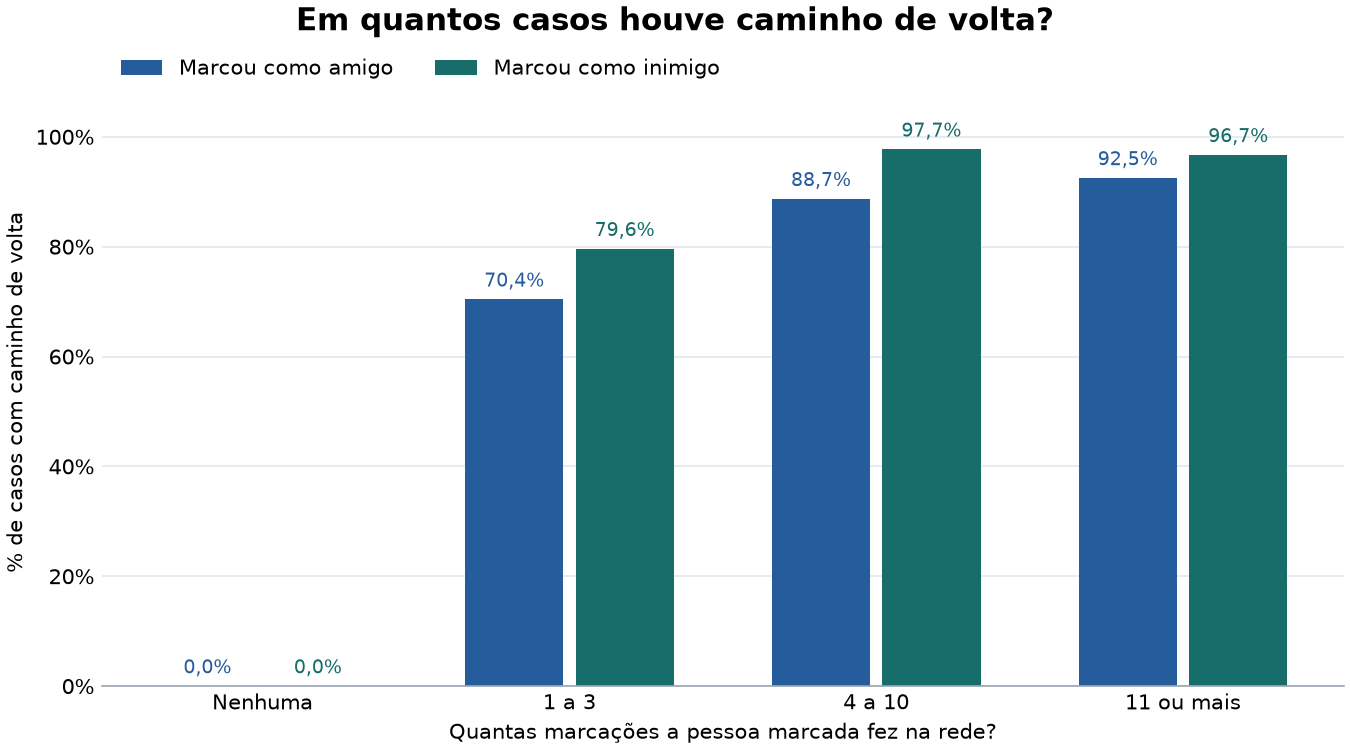 Em quantos casos houve caminho de volta?
Marcou como amigo
Marcou como inimigo
% de casos com caminho de volta
100%
80%
60%
40%
20%
0%
0,0%
0,0%
70,4%
79,6%
88,7%
97,7%
92,5%
96,7%
Nenhuma
1 a 3
4 a 10
11 ou mais
Quantas marcações a pessoa marcada fez na rede?